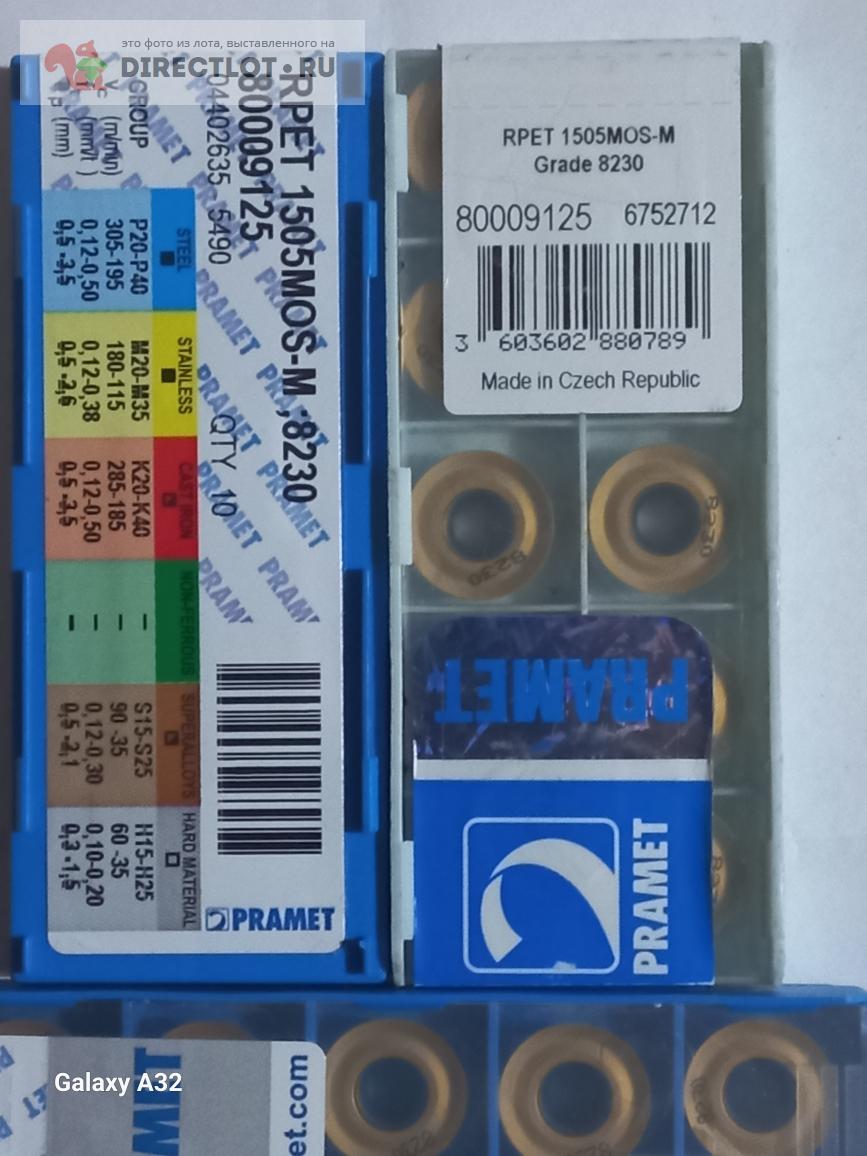 это фото из лота, выставленного на
DIRECTLOT.RU
RPET 1505MOS-M ;8230
80009125
04402635 5490
QTY 10
GROUP
vc (m/min)
(mm/t)
ap (mm)
STEEL
P20-P40
305-195
0,12-0,50
0,5 -3,5
STAINLESS
M20-M35
180-115
0,12-0,38
0,5 -2,6
CAST IRON
K20-K40
285-185
0,12-0,50
0,5 -3,5
NON-FERROUS
–
–
–
–
SUPERALLOYS
S15-S25
90 -35
0,12-0,30
0,5 -2,1
HARD MATERIAL
H15-H25
60 -35
0,10-0,20
0,3 -1,5
PRAMET
RPET 1505MOS-M
Grade 8230
80009125 6752712
3 603602 880789
Made in Czech Republic
8230
8230
PRAMET
PRAMET
Galaxy A32
et.com